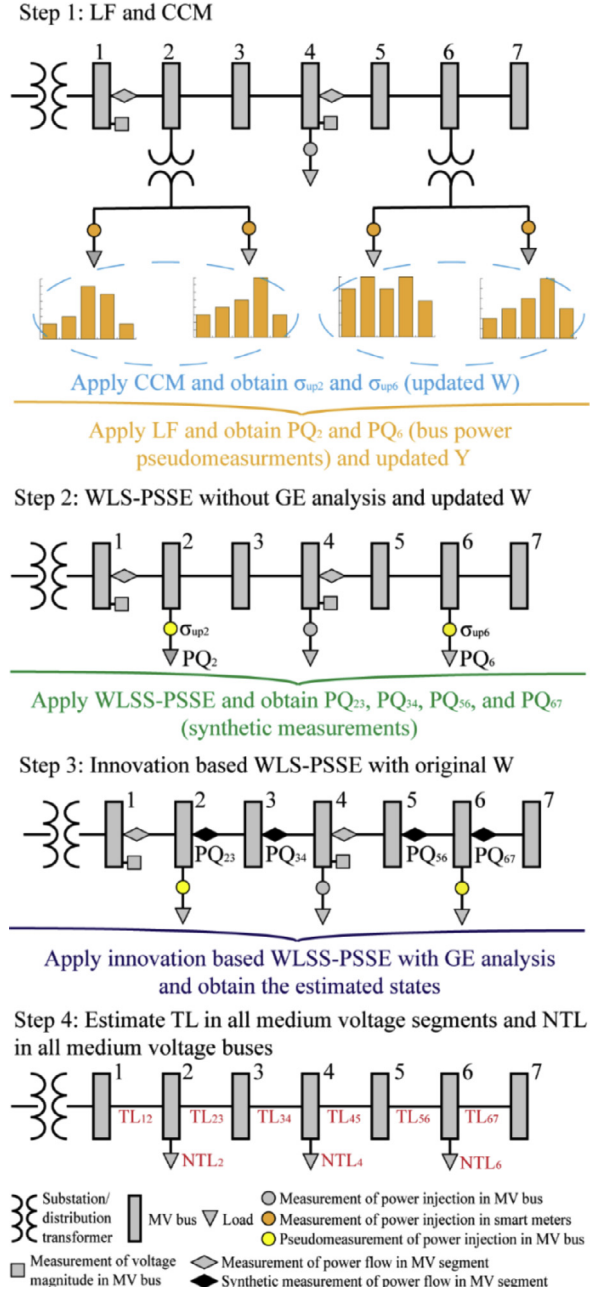 Step 1: LF and CCM
1 2 3 4 5 6 7
Apply CCM and obtain σup2 and σup6 (updated W)
Apply LF and obtain PQ2 and PQ6 (bus power
pseudomeasurments) and updated Y
Step 2: WLS-PSSE without GE analysis and updated W
1 2 3 4 5 6 7
σup2 σup6
PQ2 PQ6
Apply WLSS-PSSE and obtain PQ23, PQ34, PQ56, and PQ67
(synthetic measurements)
Step 3: Innovation based WLS-PSSE with original W
1 2 3 4 5 6 7
PQ23 PQ34 PQ56 PQ67
Apply innovation based WLSS-PSSE with GE analysis
and obtain the estimated states
Step 4: Estimate TL in all medium voltage segments and NTL
in all medium voltage buses
1 2 3 4 5 6 7
TL12 TL23 TL34 TL45 TL56 TL67
NTL2 NTL4 NTL6
Substation/
distribution
transformer
MV bus
Load
Measurement of power injection in MV bus
Measurement of power injection in smart meters
Pseudomeasurement of power injection in MV bus
Measurement of voltage
magnitude in MV bus
Measurement of power flow in MV segment
Synthetic measurement of power flow in MV segment